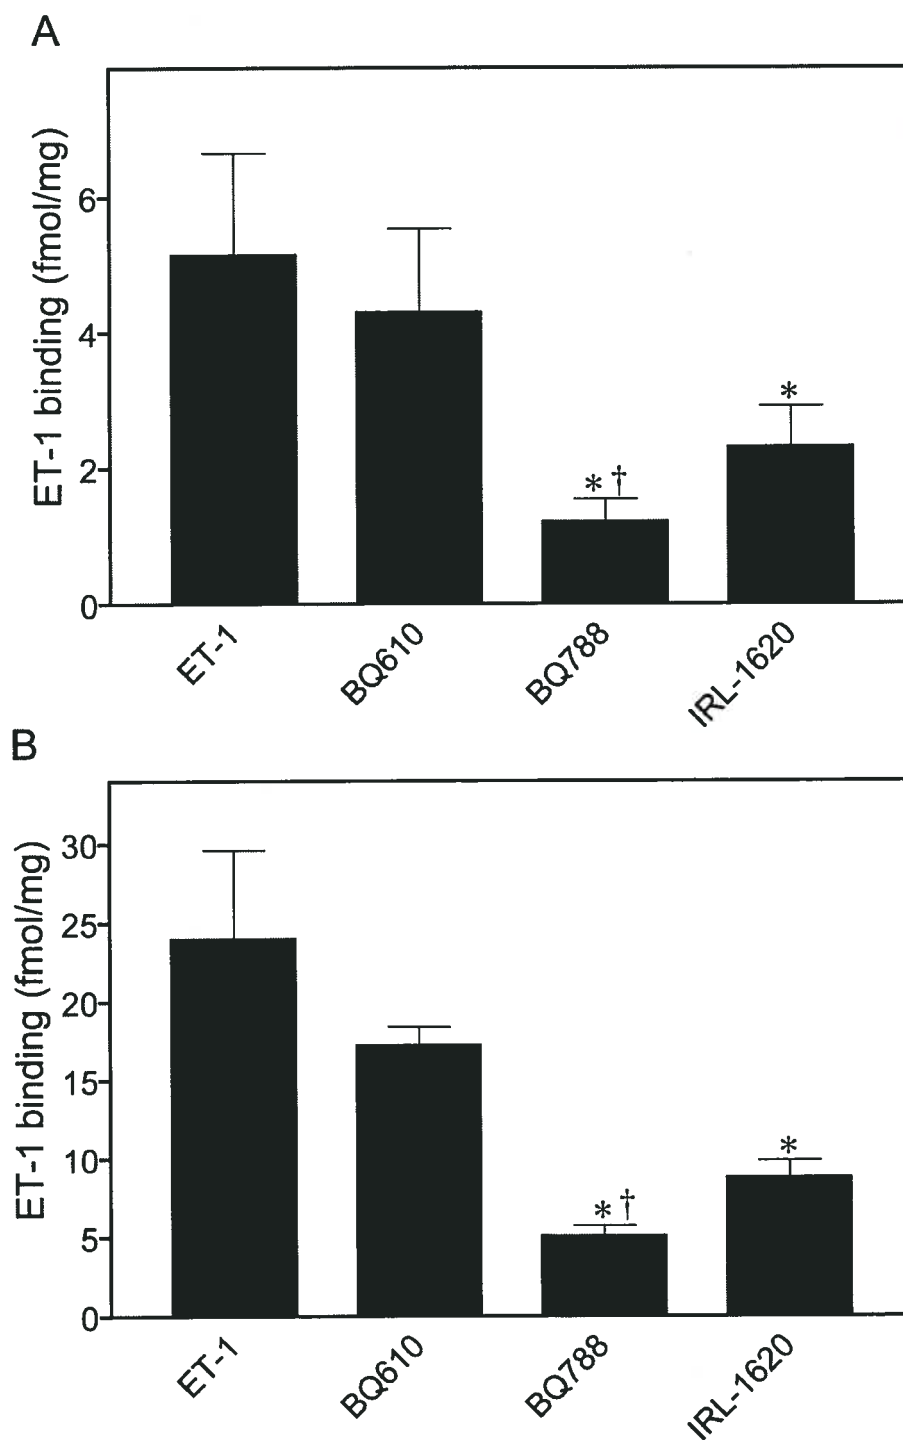 A
ET-1 binding (fmol/mg)
6
4
2
0
* †
*
ET-1
BQ610
BQ788
IRL-1620
B
ET-1 binding (fmol/mg)
30
25
20
15
10
5
0
* †
*
ET-1
BQ610
BQ788
IRL-1620